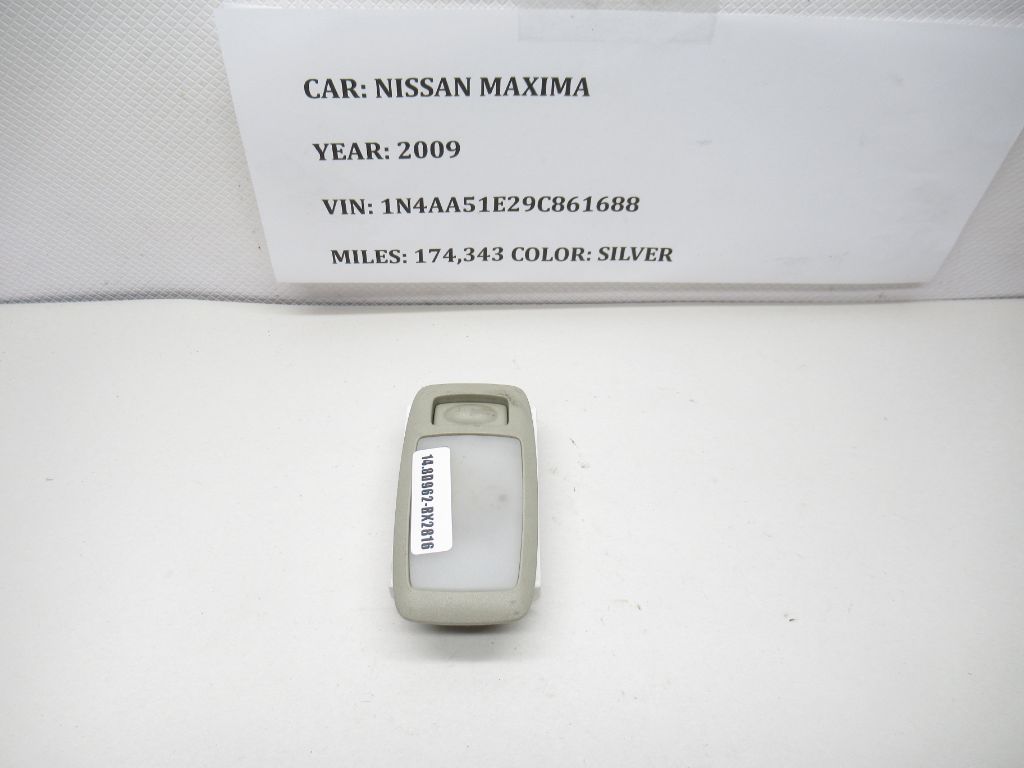 CAR: NISSAN MAXIMA
YEAR: 2009
VIN: 1N4AA51E29C861688
MILES: 174,343 COLOR: SILVER
14.80962-BX2816